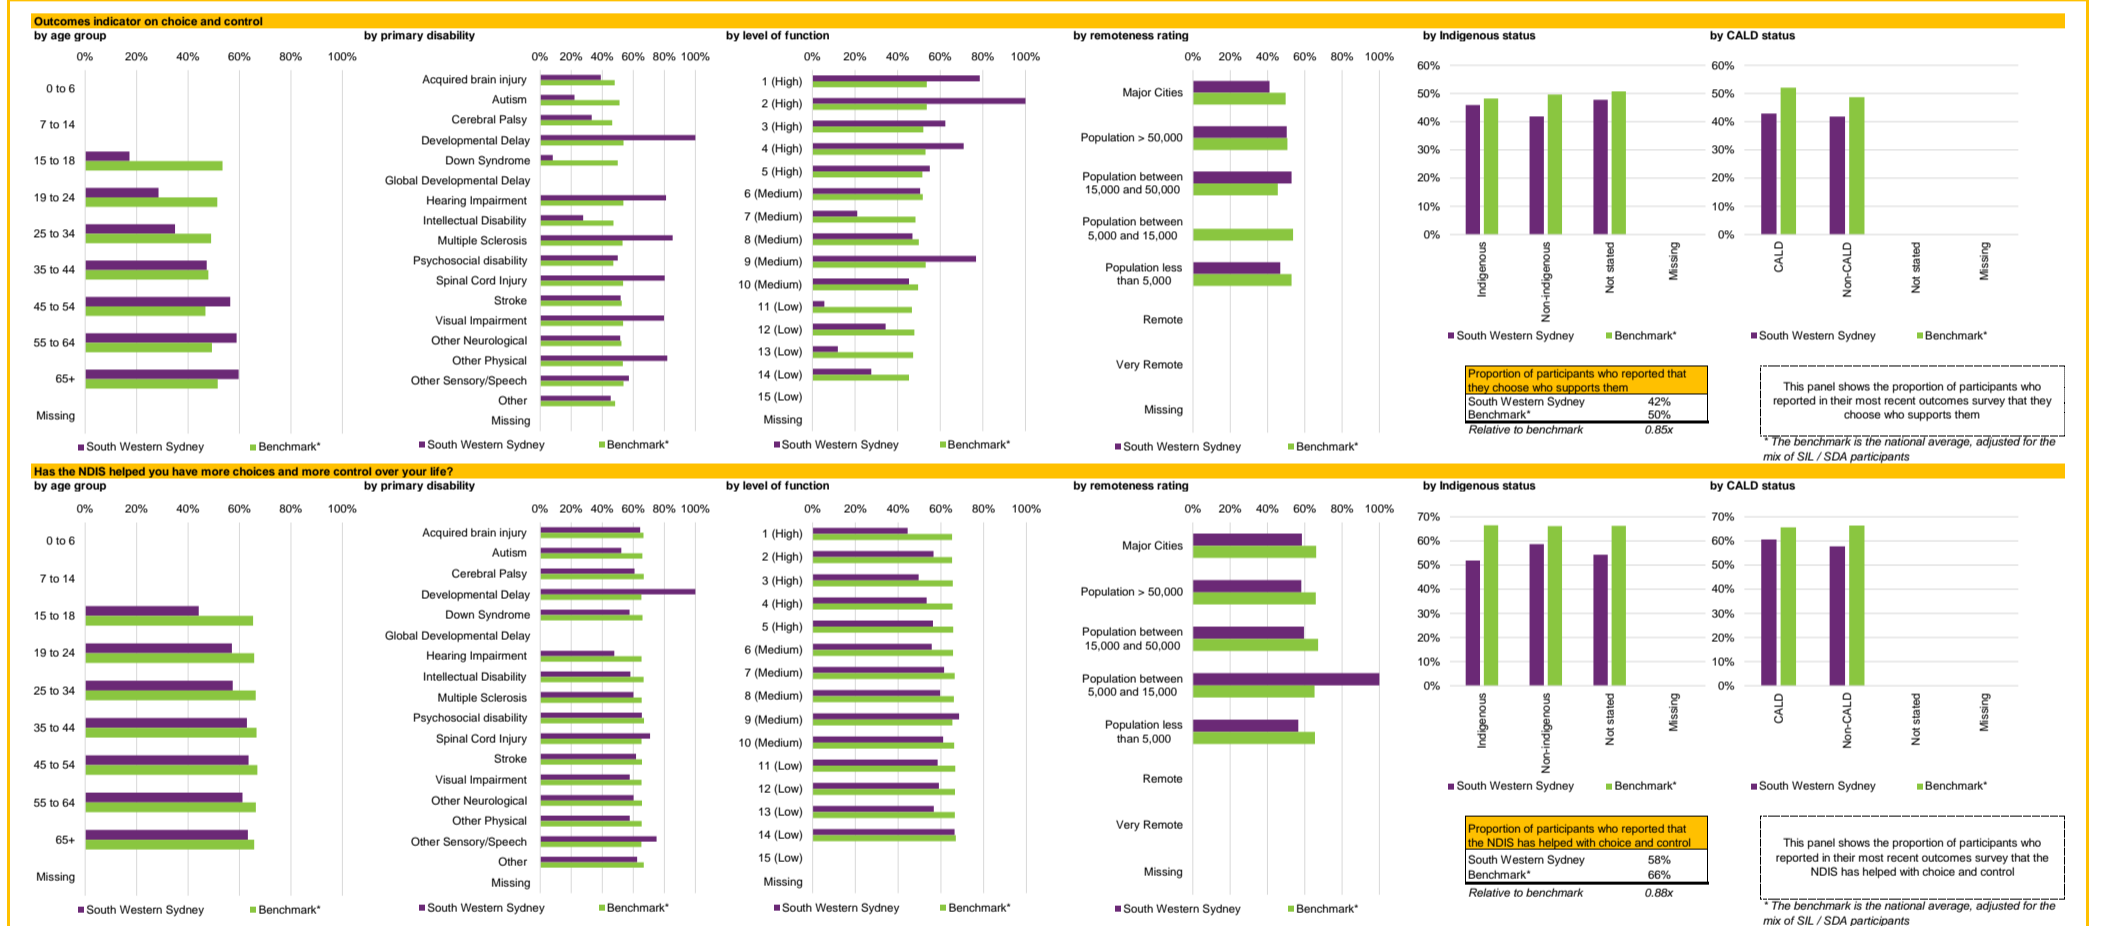 Outcomes indicator on choice and control
by age group
0% 20% 40% 60% 80% 100%
0 to 6
7 to 14
15 to 18
19 to 24
25 to 34
35 to 44
45 to 54
55 to 64
65+
Missing
South Western Sydney Benchmark*
by primary disability
0% 20% 40% 60% 80% 100%
Acquired brain injury
Autism
Cerebral Palsy
Developmental Delay
Down Syndrome
Global Developmental Delay
Hearing Impairment
Intellectual Disability
Multiple Sclerosis
Psychosocial disability
Spinal Cord Injury
Stroke
Visual Impairment
Other Neurological
Other Physical
Other Sensory/Speech
Other
Missing
South Western Sydney Benchmark*
by level of function
0% 20% 40% 60% 80% 100%
1 (High)
2 (High)
3 (High)
4 (High)
5 (High)
6 (Medium)
7 (Medium)
8 (Medium)
9 (Medium)
10 (Medium)
11 (Low)
12 (Low)
13 (Low)
14 (Low)
15 (Low)
Missing
South Western Sydney Benchmark*
by remoteness rating
0% 20% 40% 60% 80% 100%
Major Cities
Population > 50,000
Population between
15,000 and 50,000
Population between
5,000 and 15,000
Population less
than 5,000
Remote
Very Remote
Missing
South Western Sydney Benchmark*
by Indigenous status
60%
50%
40%
30%
20%
10%
0%
Indigenous
Non-indigenous
Not stated
Missing
South Western Sydney Benchmark*
by CALD status
60%
50%
40%
30%
20%
10%
0%
CALD
Non-CALD
Not stated
Missing
South Western Sydney Benchmark*
Proportion of participants who reported that
they choose who supports them
South Western Sydney 42%
Benchmark* 50%
Relative to benchmark 0.85x
This panel shows the proportion of participants who
reported in their most recent outcomes survey that they
choose who supports them
* The benchmark is the national average, adjusted for the
mix of SIL / SDA participants
Has the NDIS helped you have more choices and more control over your life?
by age group
0% 20% 40% 60% 80% 100%
0 to 6
7 to 14
15 to 18
19 to 24
25 to 34
35 to 44
45 to 54
55 to 64
65+
Missing
South Western Sydney Benchmark*
by primary disability
0% 20% 40% 60% 80% 100%
Acquired brain injury
Autism
Cerebral Palsy
Developmental Delay
Down Syndrome
Global Developmental Delay
Hearing Impairment
Intellectual Disability
Multiple Sclerosis
Psychosocial disability
Spinal Cord Injury
Stroke
Visual Impairment
Other Neurological
Other Physical
Other Sensory/Speech
Other
Missing
South Western Sydney Benchmark*
by level of function
0% 20% 40% 60% 80% 100%
1 (High)
2 (High)
3 (High)
4 (High)
5 (High)
6 (Medium)
7 (Medium)
8 (Medium)
9 (Medium)
10 (Medium)
11 (Low)
12 (Low)
13 (Low)
14 (Low)
15 (Low)
Missing
South Western Sydney Benchmark*
by remoteness rating
0% 20% 40% 60% 80% 100%
Major Cities
Population > 50,000
Population between
15,000 and 50,000
Population between
5,000 and 15,000
Population less
than 5,000
Remote
Very Remote
Missing
South Western Sydney Benchmark*
by Indigenous status
70%
60%
50%
40%
30%
20%
10%
0%
Indigenous
Non-indigenous
Not stated
Missing
South Western Sydney Benchmark*
by CALD status
70%
60%
50%
40%
30%
20%
10%
0%
CALD
Non-CALD
Not stated
Missing
South Western Sydney Benchmark*
Proportion of participants who reported that
the NDIS has helped with choice and control
South Western Sydney 58%
Benchmark* 66%
Relative to benchmark 0.88x
This panel shows the proportion of participants who
reported in their most recent outcomes survey that the
NDIS has helped with choice and control
* The benchmark is the national average, adjusted for the
mix of SIL / SDA participants